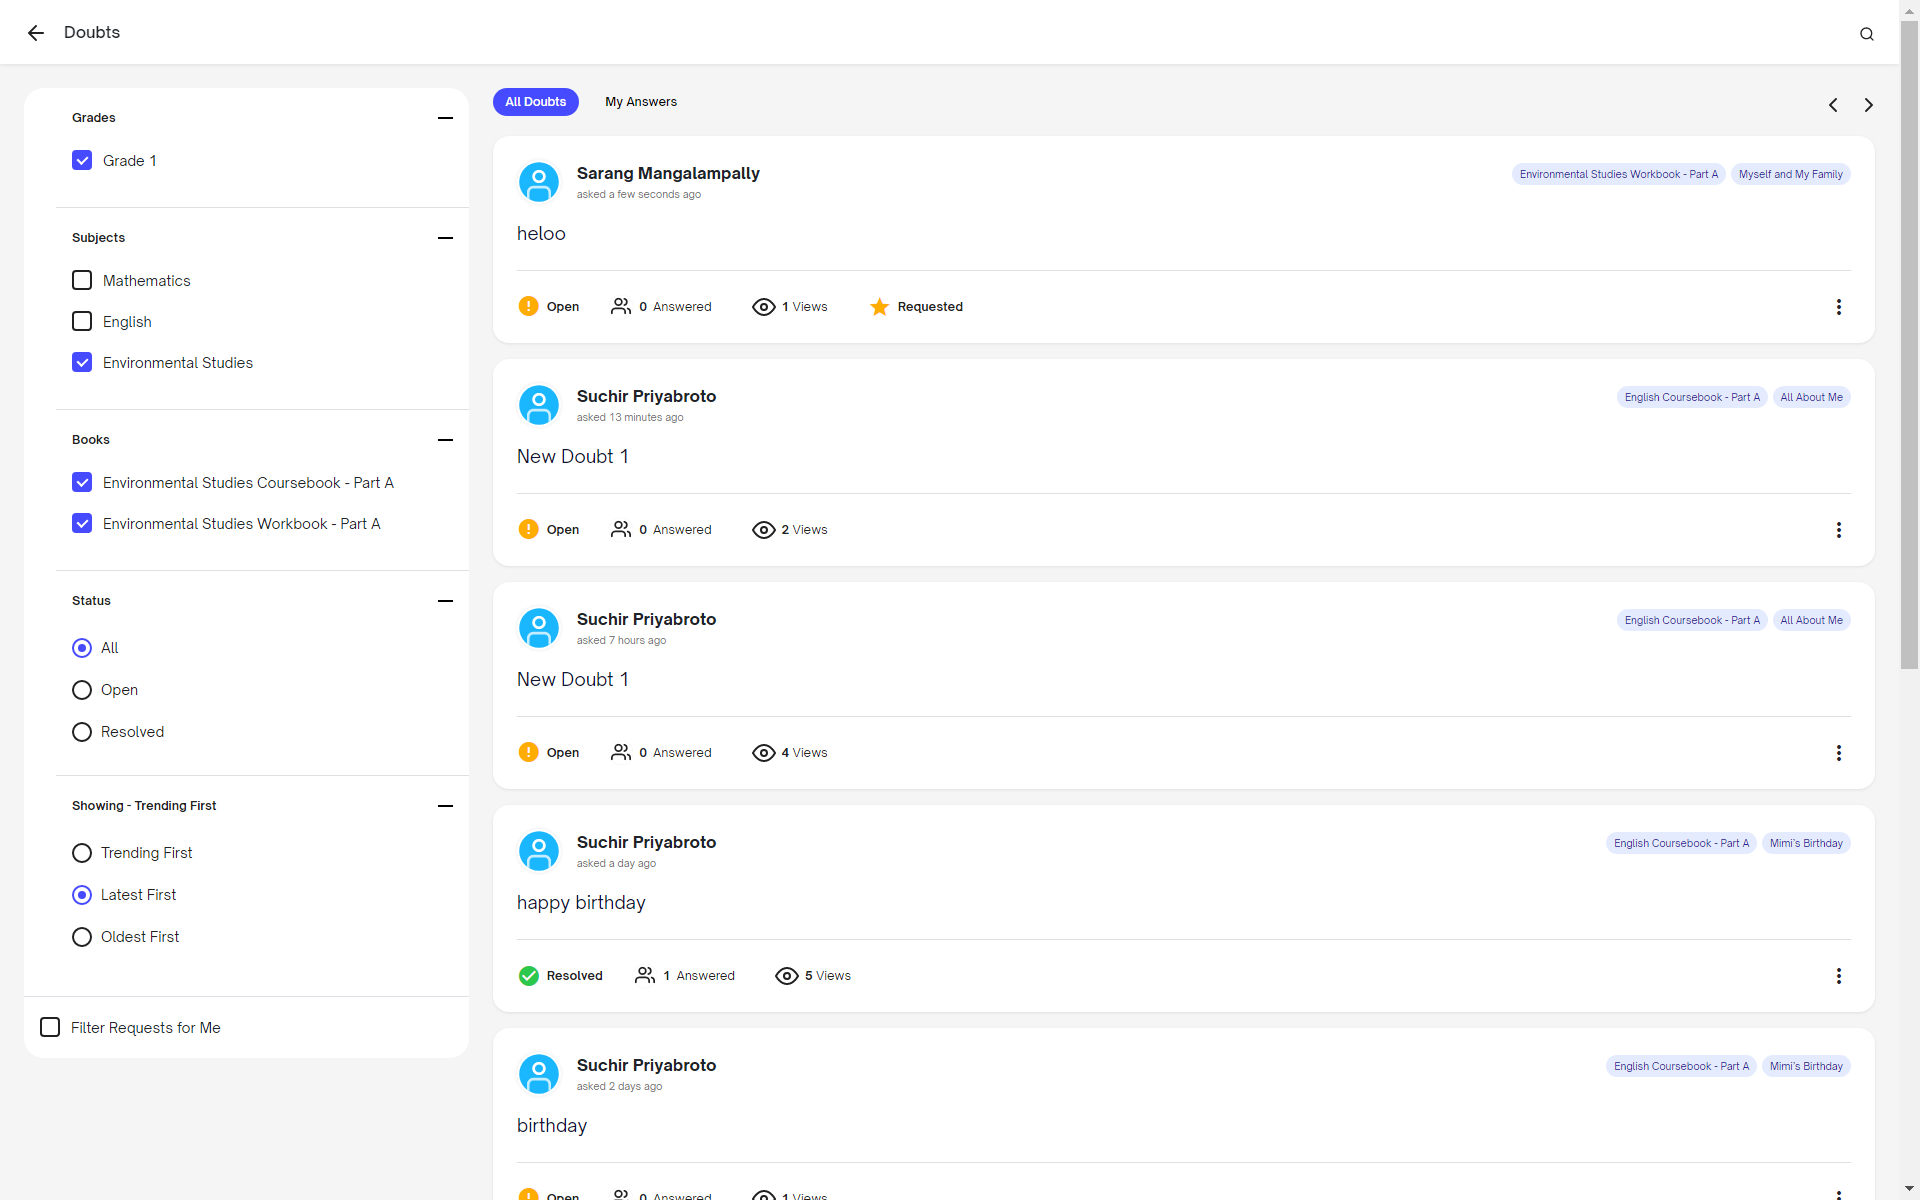 Doubts
Grades
Grade 1
Subjects
Mathematics
English
Environmental Studies
Books
Environmental Studies Coursebook - Part A
Environmental Studies Workbook - Part A
Status
All
Open
Resolved
Showing - Trending First
Trending First
Latest First
Oldest First
Filter Requests for Me
All Doubts My Answers
Sarang Mangalampally Environmental Studies Workbook - Part A Myself and My Family
asked a few seconds ago
heloo
Open 0 Answered 1 Views Requested
Suchir Priyabroto English Coursebook - Part A All About Me
asked 13 minutes ago
New Doubt 1
Open 0 Answered 2 Views
Suchir Priyabroto English Coursebook - Part A All About Me
asked 7 hours ago
New Doubt 1
Open 0 Answered 4 Views
Suchir Priyabroto English Coursebook - Part A Mimi's Birthday
asked a day ago
happy birthday
Resolved 1 Answered 5 Views
Suchir Priyabroto English Coursebook - Part A Mimi's Birthday
asked 2 days ago
birthday
Open 0 Answered 1 Views